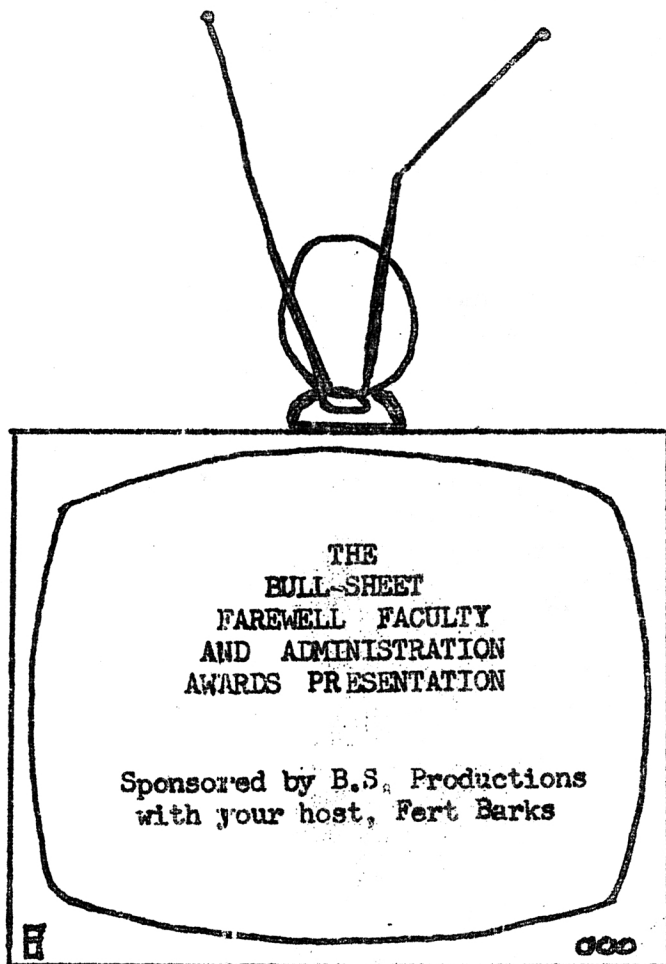 THE
BULL-SHEET
FAREWELL FACULTY
AND ADMINISTRATION
AWARDS PRESENTATION
Sponsored by B.S. Productions
with your host, Fert Barks